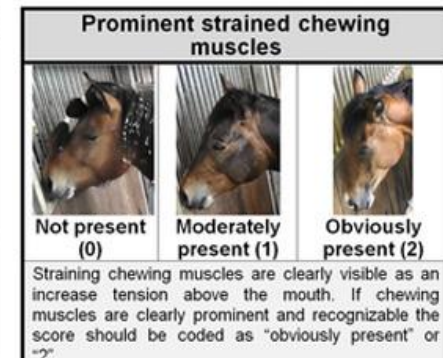 Prominent strained chewing
muscles
Not present
(0)
Moderately
present (1)
Obviously
present (2)
Straining chewing muscles are clearly visible as an
increase tension above the mouth. If chewing
muscles are clearly prominent and recognizable the
score should be coded as “obviously present” or
“2”